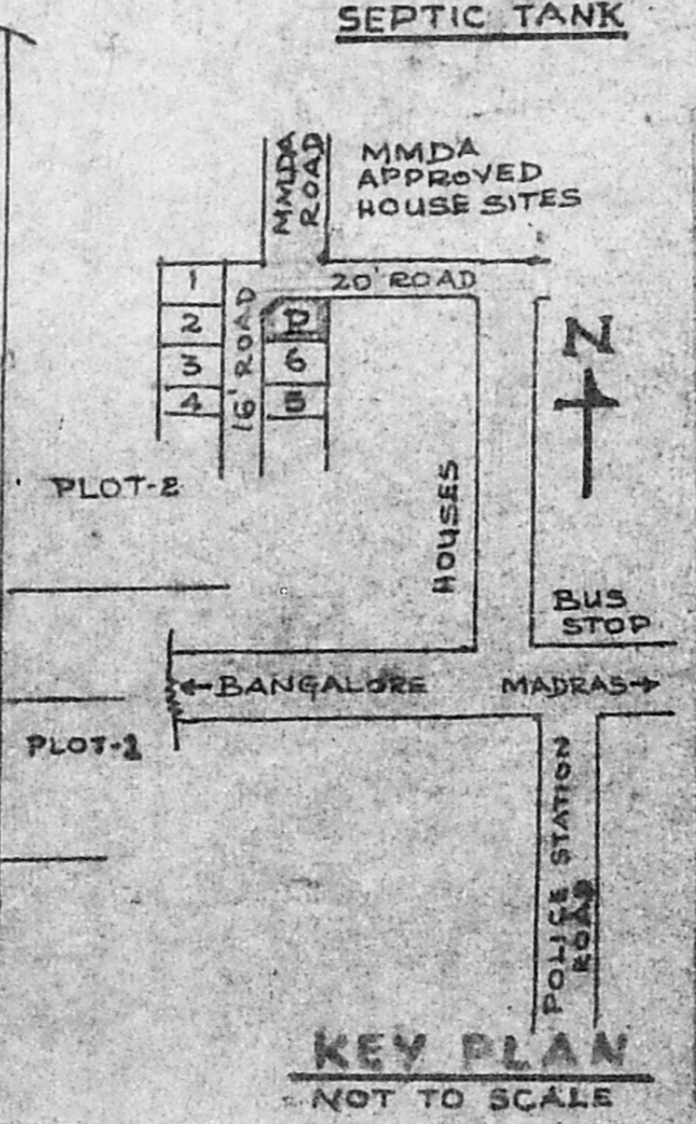 SEPTIC TANK
MMDA
ROAD
MMDA
APPROVED
HOUSE SITES
20' ROAD
1
2
3
4
16' ROAD
P
6
5
N
PLOT-2
HOUSES
BUS
STOP
←BANGALORE
MADRAS→
PLOT-1
POLICE STATION
ROAD
KEY PLAN
NOT TO SCALE